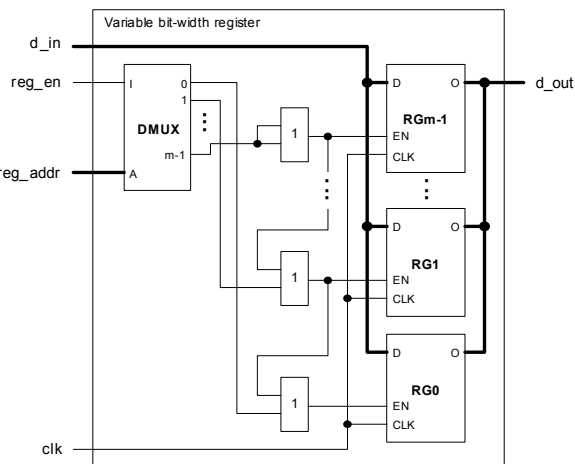 Variable bit-width register
d_in
reg_en
reg_addr
clk
d_out
I
A
DMUX
0
1
⋮
m-1
1
⋮
1
1
D
O
RGm-1
EN
CLK
⋮
D
O
RG1
EN
CLK
D
O
RG0
EN
CLK